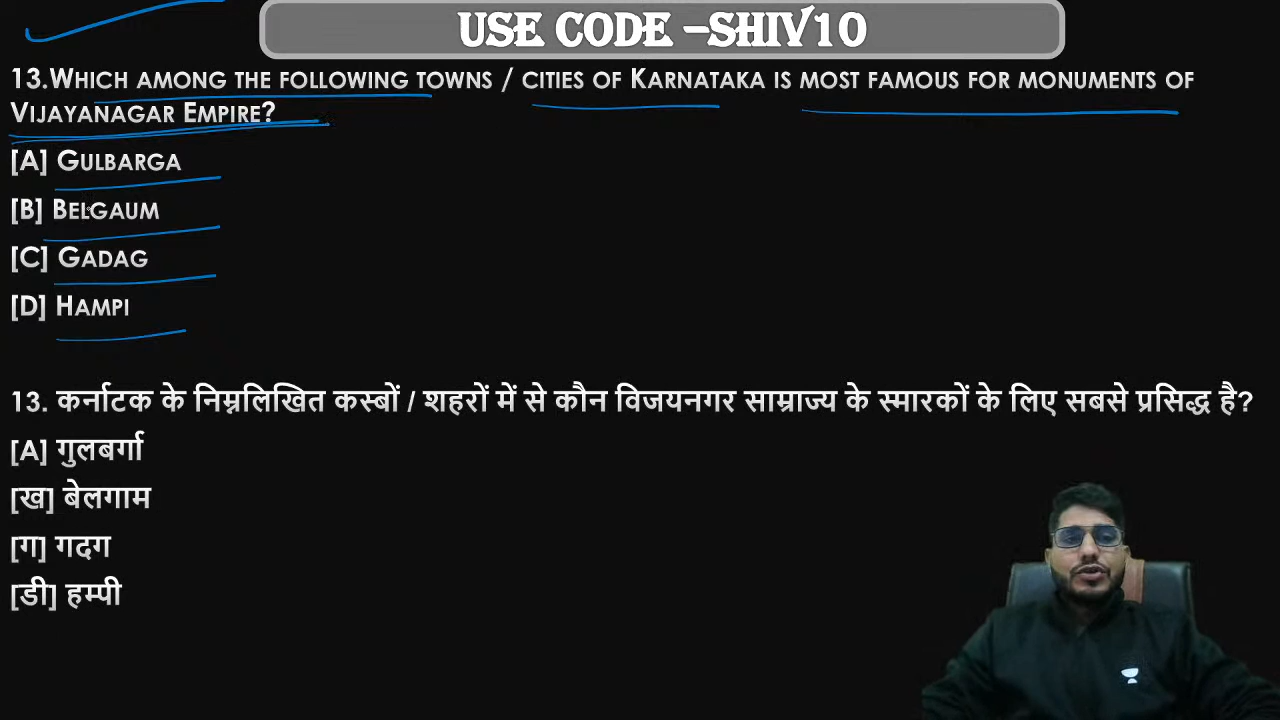 USE CODE –SHIV10
13.Which among the following towns / cities of Karnataka is most famous for monuments of
Vijayanagar Empire?
[A] Gulbarga
[B] Belgaum
[C] Gadag
[D] Hampi
13. कर्नाटक के निम्नलिखित कस्बों / शहरों में से कौन विजयनगर साम्राज्य के स्मारकों के लिए सबसे प्रसिद्ध है?
[A] गुलबर्गा
[ख] बेलगाम
[ग] गदग
[डी] हम्पी